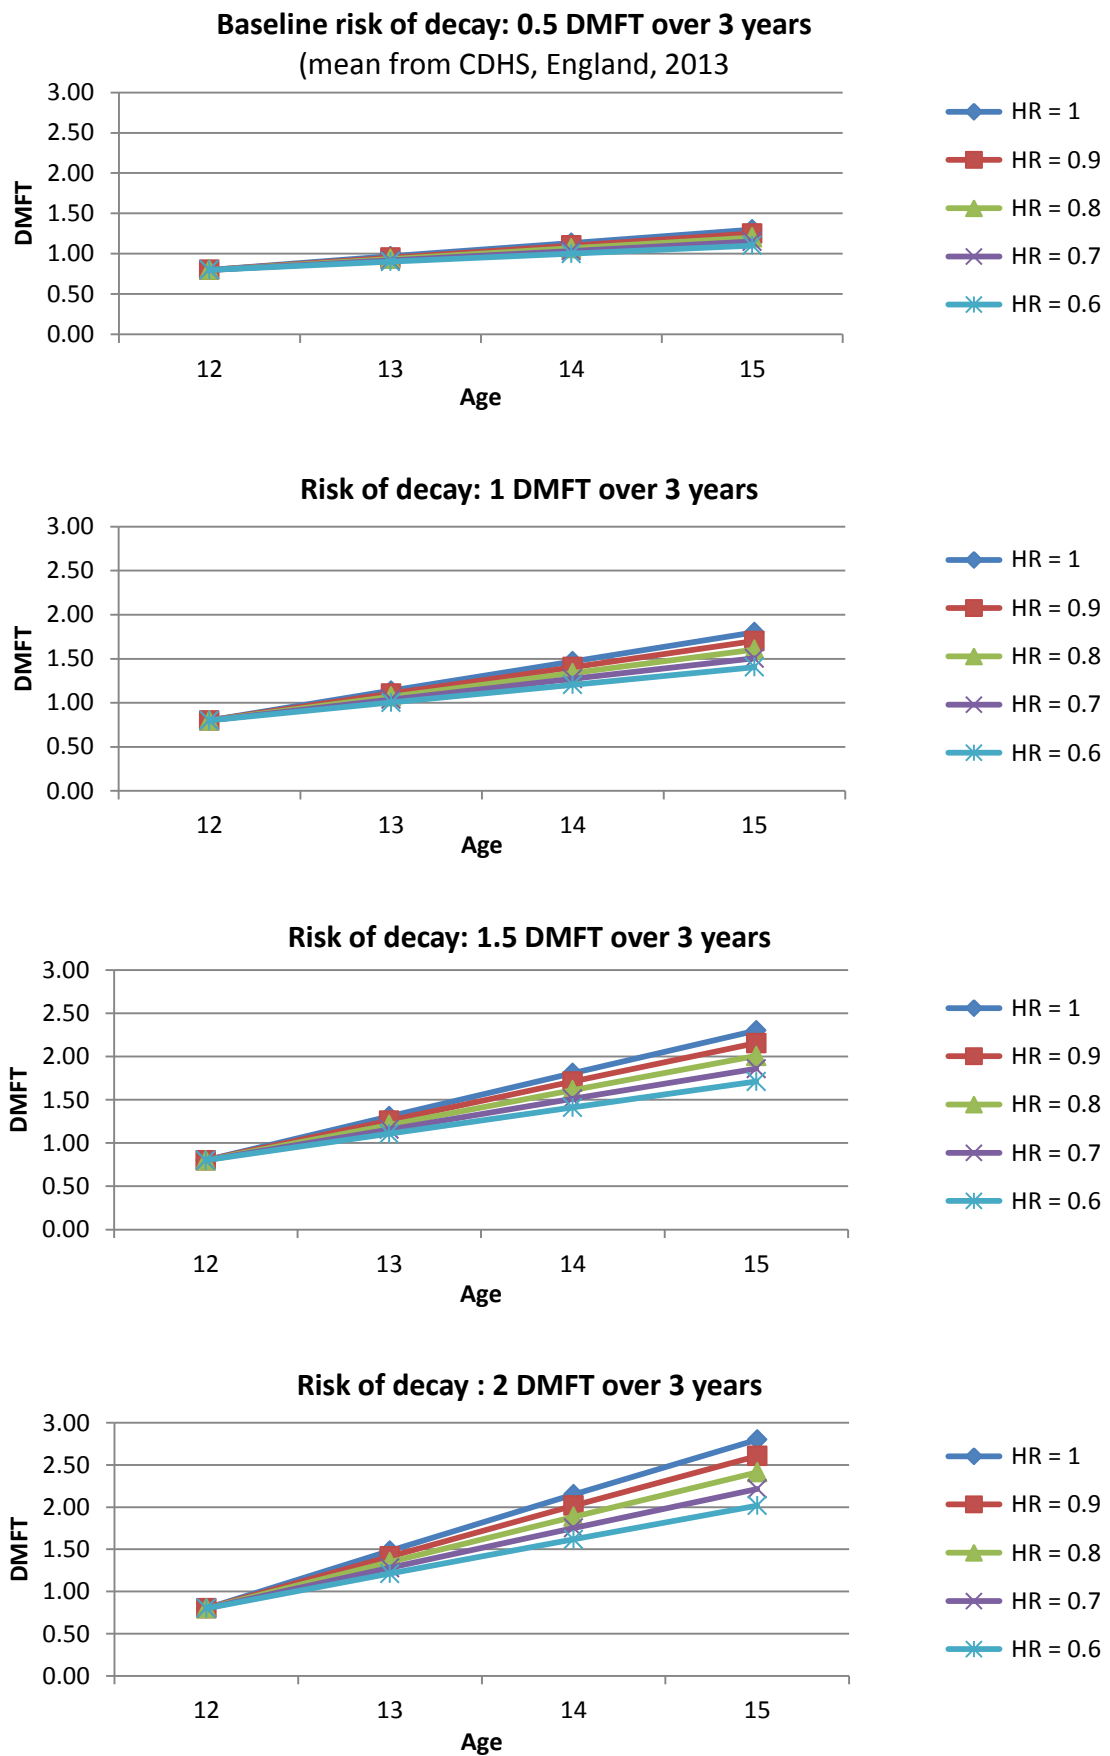 Baseline risk of decay: 0.5 DMFT over 3 years
(mean from CDHS, England, 2013
3.00
2.50
2.00
1.50
1.00
0.50
0.00
DMFT
12 13 14 15
Age
HR = 1
HR = 0.9
HR = 0.8
HR = 0.7
HR = 0.6
Risk of decay: 1 DMFT over 3 years
3.00
2.50
2.00
1.50
1.00
0.50
0.00
DMFT
12 13 14 15
Age
HR = 1
HR = 0.9
HR = 0.8
HR = 0.7
HR = 0.6
Risk of decay: 1.5 DMFT over 3 years
3.00
2.50
2.00
1.50
1.00
0.50
0.00
DMFT
12 13 14 15
Age
HR = 1
HR = 0.9
HR = 0.8
HR = 0.7
HR = 0.6
Risk of decay : 2 DMFT over 3 years
3.00
2.50
2.00
1.50
1.00
0.50
0.00
DMFT
12 13 14 15
Age
HR = 1
HR = 0.9
HR = 0.8
HR = 0.7
HR = 0.6